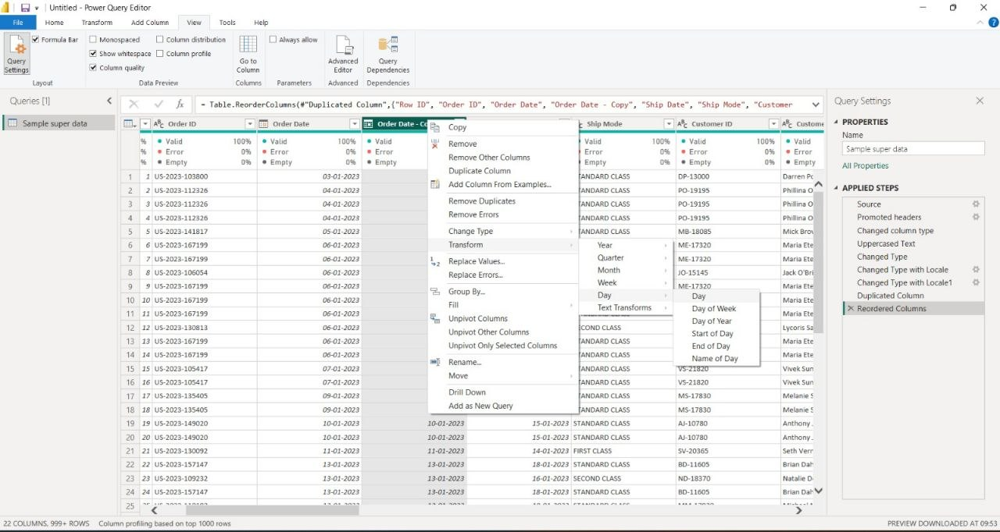 Untitled - Power Query Editor
File Home Transform Add Column View Tools Help
Query Settings
Formula Bar
Layout
Monospaced Column distribution
Show whitespace Column profile
Column quality
Data Preview
Go to Column
Columns
Always allow
Parameters
Advanced Editor
Advanced
Query Dependencies
Dependencies
Queries [1]
Sample super data
= Table.ReorderColumns(#"Duplicated Column",{"Row ID", "Order ID", "Order Date", "Order Date - Copy", "Ship Date", "Ship Mode", "Customer
Order ID Order Date Order Date - Co Ship Mode Customer ID Custome
% Valid 100% Valid 100% Valid Valid 100% Valid 100% Valid
% Error 0% Error 0% Error Error 0% Error 0% Error
% Empty 0% Empty 0% Empty Empty 0% Empty 0% Empty
1 1 US-2023-103800 03-01-2023 TANDARD CLASS DP-13000 Darren Po
2 2 US-2023-112326 04-01-2023 TANDARD CLASS PO-19195 Phillina O
3 3 US-2023-112326 04-01-2023 TANDARD CLASS PO-19195 Phillina O
4 4 US-2023-112326 04-01-2023 TANDARD CLASS PO-19195 Phillina O
5 5 US-2023-141817 05-01-2023 TANDARD CLASS MB-18085 Mick Brov
6 6 US-2023-167199 06-01-2023 ME-17320 Maria Ete
7 7 US-2023-167199 06-01-2023 ME-17320 Maria Ete
8 8 US-2023-106054 06-01-2023 JO-15145 Jack O'Bri
9 9 US-2023-167199 06-01-2023 ME-17320 Maria Ete
10 10 US-2023-167199 06-01-2023 Maria Ete
11 11 US-2023-167199 06-01-2023 Maria Ete
12 12 US-2023-130813 06-01-2023 ECOND CLASS Lycoris Sa
13 13 US-2023-167199 06-01-2023 TANDARD CLASS Maria Ete
14 14 US-2023-167199 06-01-2023 TANDARD CLASS Maria Ete
15 15 US-2023-105417 07-01-2023 TANDARD CLASS VS-21820 Vivek Sun
16 16 US-2023-105417 07-01-2023 TANDARD CLASS VS-21820 Vivek Sun
17 17 US-2023-135405 09-01-2023 TANDARD CLASS MS-17830 Melanie S
18 18 US-2023-135405 09-01-2023 TANDARD CLASS MS-17830 Melanie S
19 19 US-2023-149020 10-01-2023 10-01-2023 15-01-2023 STANDARD CLASS AJ-10780 Anthony .
20 20 US-2023-149020 10-01-2023 10-01-2023 15-01-2023 STANDARD CLASS AJ-10780 Anthony .
21 21 US-2023-130092 11-01-2023 11-01-2023 14-01-2023 FIRST CLASS SV-20365 Seth Vern
22 22 US-2023-157147 13-01-2023 13-01-2023 18-01-2023 STANDARD CLASS BD-11605 Brian Dah
23 23 US-2023-109232 13-01-2023 13-01-2023 16-01-2023 SECOND CLASS ND-18370 Natalie D
24 24 US-2023-157147 13-01-2023 13-01-2023 18-01-2023 STANDARD CLASS BD-11605 Brian Dah
25
Copy
Remove
Remove Other Columns
Duplicate Column
Add Column From Examples...
Remove Duplicates
Remove Errors
Change Type
Transform
Replace Values...
Replace Errors...
Group By...
Fill
Unpivot Columns
Unpivot Other Columns
Unpivot Only Selected Columns
Rename...
Move
Drill Down
Add as New Query
Year
Quarter
Month
Week
Day
Text Transforms
Day
Day of Week
Day of Year
Start of Day
End of Day
Name of Day
Query Settings
PROPERTIES
Name
Sample super data
All Properties
APPLIED STEPS
Source
Promoted headers
Changed column type
Uppercased Text
Changed Type
Changed Type with Locale
Changed Type with Locale1
Duplicated Column
Reordered Columns
22 COLUMNS, 999+ ROWS Column profiling based on top 1000 rows PREVIEW DOWNLOADED AT 09:53